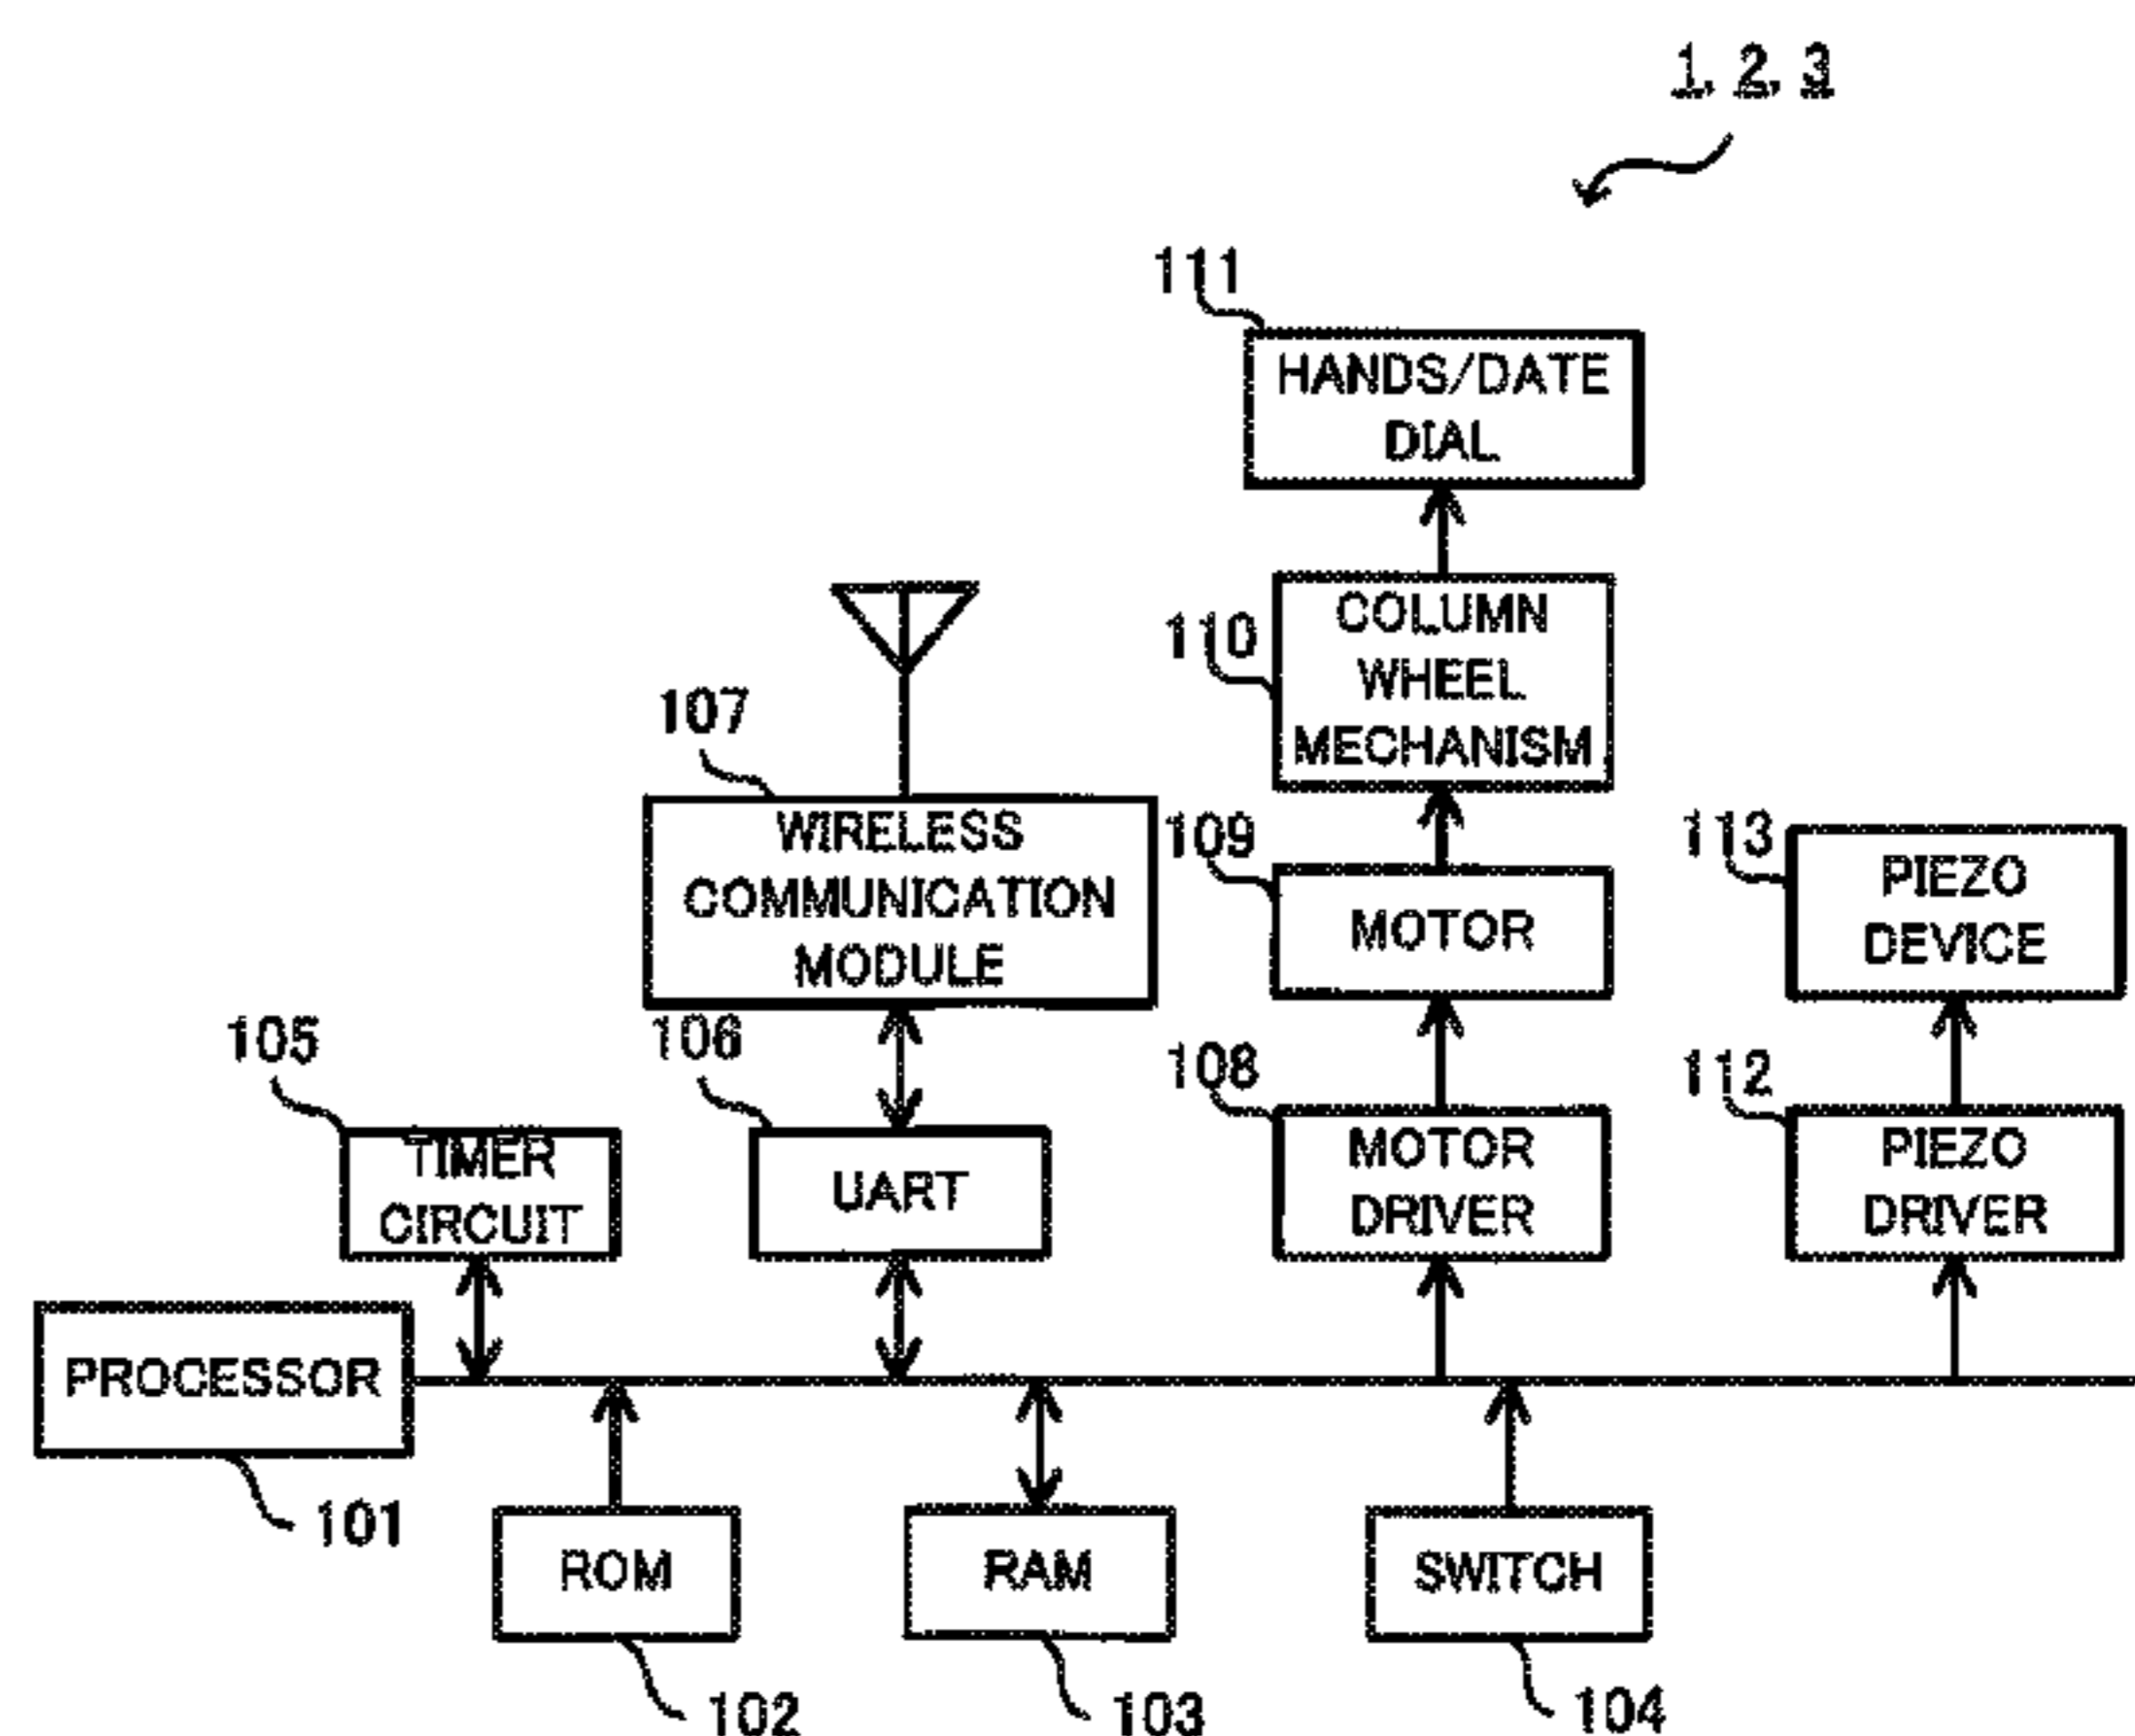 1, 2, 3
111
HANDS/DATE
DIAL
110
COLUMN
WHEEL
MECHANISM
107
WIRELESS
COMMUNICATION
MODULE
109
MOTOR
113
PIEZO
DEVICE
105
TIMER
CIRCUIT
106
UART
108
MOTOR
DRIVER
112
PIEZO
DRIVER
PROCESSOR
101
ROM
102
RAM
103
SWITCH
104